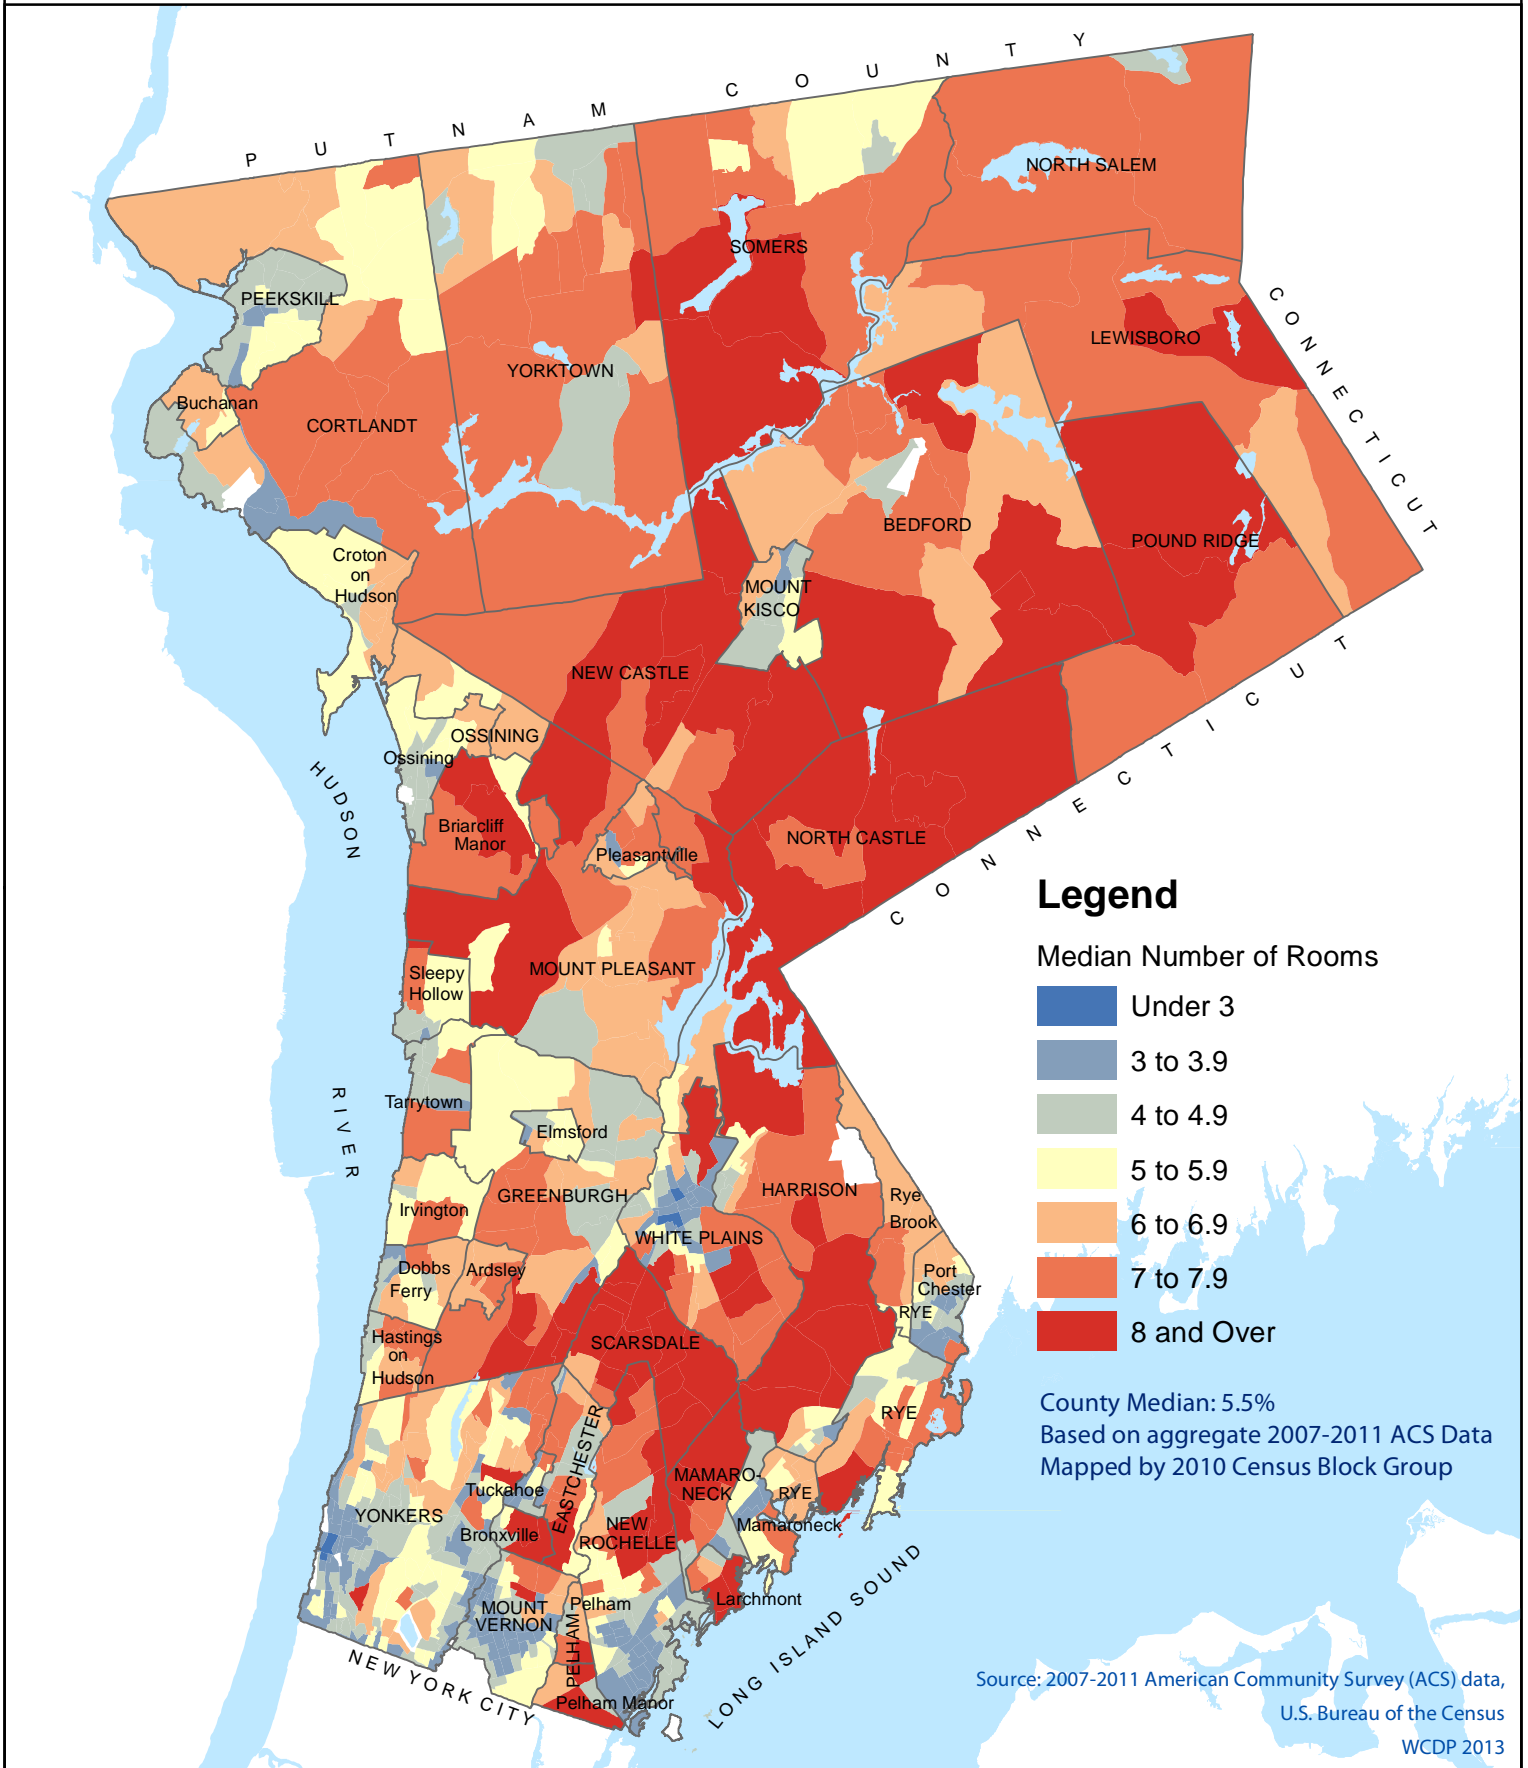 PUTNAM COUNTY
NORTH SALEM
SOMERS
PEEKSKILL
CONNECTICUT
LEWISBORO
YORKTOWN
Buchanan
CORTLANDT
BEDFORD
POUND RIDGE
Croton
on
Hudson
MOUNT
KISCO
NEW CASTLE
CONNECTICUT
OSSINING
Ossining
HUDSON
RIVER
Briarcliff
Manor
Pleasantville
NORTH CASTLE
Legend
Median Number of Rooms
Under 3
3 to 3.9
4 to 4.9
5 to 5.9
6 to 6.9
7 to 7.9
8 and Over
Sleepy
Hollow
MOUNT PLEASANT
Tarrytown
Elmsford
GREENBURGH
HARRISON
Rye
Brook
Irvington
WHITE PLAINS
Dobbs
Ferry
Ardsley
Port
Chester
RYE
Hastings
on
Hudson
SCARSDALE
County Median: 5.5%
Based on aggregate 2007-2011 ACS Data
Mapped by 2010 Census Block Group
RYE
EASTCHESTER
MAMARO-
NECK
RYE
Tuckahoe
YONKERS
Bronxville
NEW
ROCHELLE
Mamaroneck
Larchmont
MOUNT
VERNON
Pelham
PELHAM
Pelham Manor
NEW YORK CITY
LONG ISLAND SOUND
Source: 2007-2011 American Community Survey (ACS) data,
U.S. Bureau of the Census
WCDP 2013